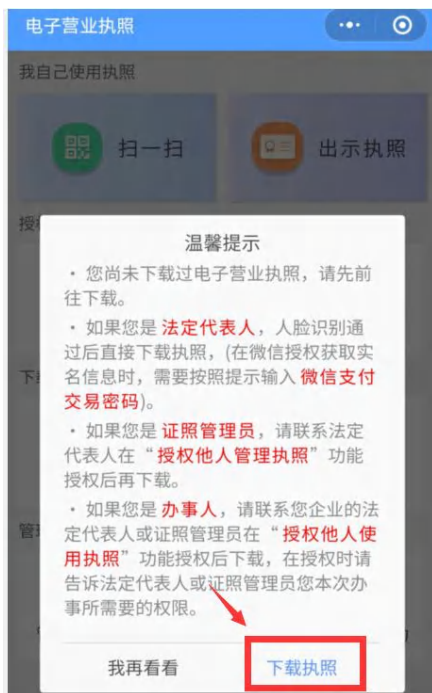 电子营业执照
我自己使用执照
扫一扫
出示执照
授
温馨提示
· 您尚未下载过电子营业执照，请先前
往下载。
· 如果您是 法定代表人，人脸识别通
过后直接下载执照，(在微信授权获取实
名信息时，需要按照提示输入 微信支付
交易密码)。
· 如果您是 证照管理员，请联系法定
代表人在“授权他人管理执照”功能
授权后再下载。
· 如果您是 办事人，请联系您企业的法
定代表人或证照管理员在“授权他人使
用执照”功能授权后下载，在授权时请
告诉法定代表人或证照管理员您本次办
事所需要的权限。
下
管
我再看看
下载执照